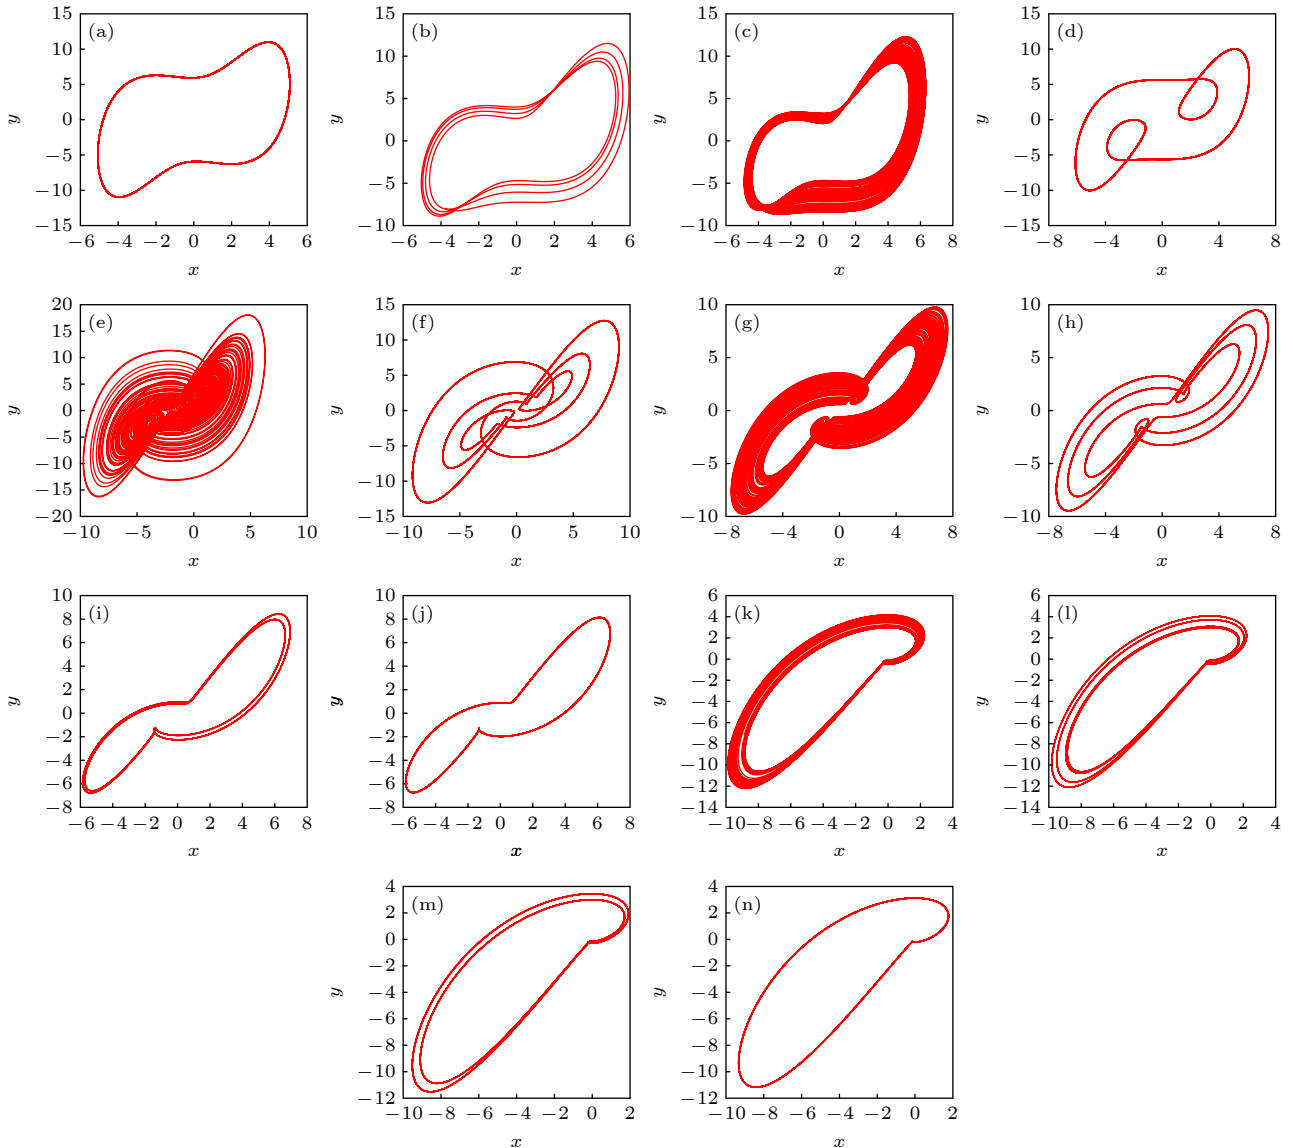 (a) (b) (c) (d)
15 10 5 0 −5 −10 −15 y −6 −4 −2 0 2 4 6 x
15 10 5 0 −5 −10 y −6 −4 −2 0 2 4 6 x
15 10 5 0 −5 −10 y −8 −6 −4 −2 0 2 4 6 8 x
15 10 5 0 −5 −10 −15 y −8 −4 0 4 8 x
(e) (f) (g) (h)
20 15 10 5 0 −5 −10 −15 −20 y −10 −5 0 5 10 x
15 10 5 0 −5 −10 −15 y −10 −5 0 5 10 x
10 5 0 −5 −10 y −8 −4 0 4 8 x
10 5 0 −5 −10 y −8 −4 0 4 8 x
(i) (j) (k) (l)
10 8 6 4 2 0 −2 −4 −6 −8 y −6 −4 −2 0 2 4 6 8 x
10 8 6 4 2 0 −2 −4 −6 −8 y −6 −4 −2 0 2 4 6 8 x
6 4 2 0 −2 −4 −6 −8 −10 −12 −14 y −10 −8 −6 −4 −2 0 2 4 x
6 4 2 0 −2 −4 −6 −8 −10 −12 −14 y −10 −8 −6 −4 −2 0 2 4 x
(m) (n)
4 2 0 −2 −4 −6 −8 −10 −12 y −10 −8 −6 −4 −2 0 2 x
4 2 0 −2 −4 −6 −8 −10 −12 y −10 −8 −6 −4 −2 0 2 x